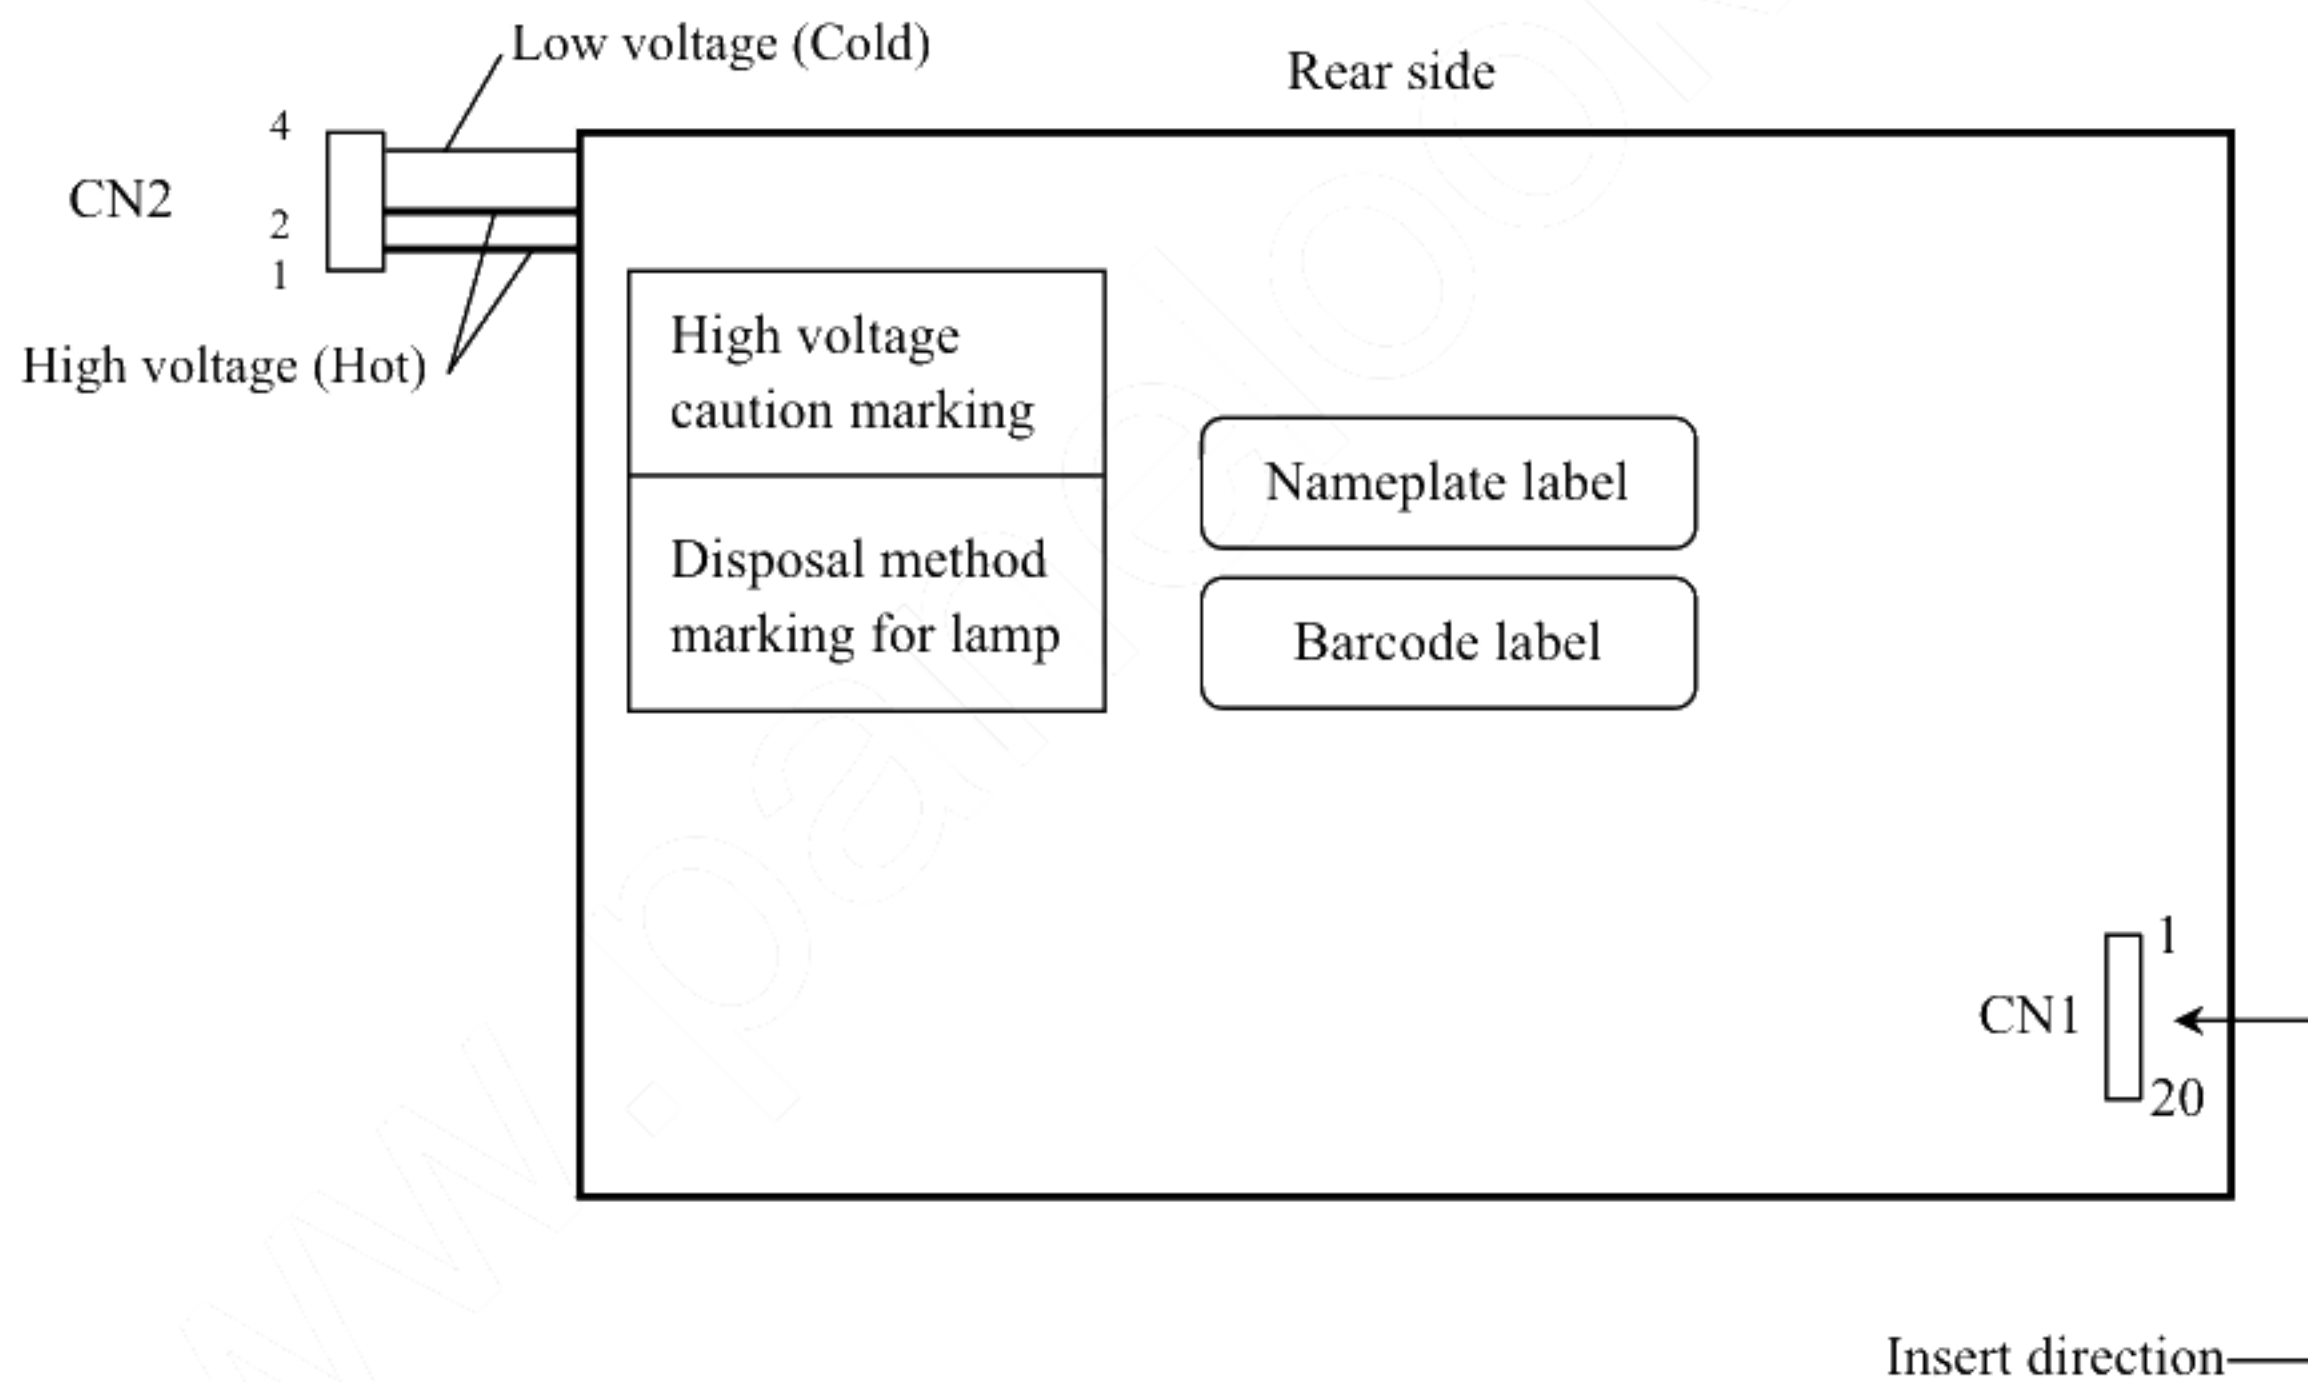 Low voltage (Cold)
Rear side
4
CN2
2
1
High voltage (Hot)
High voltage
caution marking
Nameplate label
Disposal method
marking for lamp
Barcode label
1
CN1
20
Insert direction